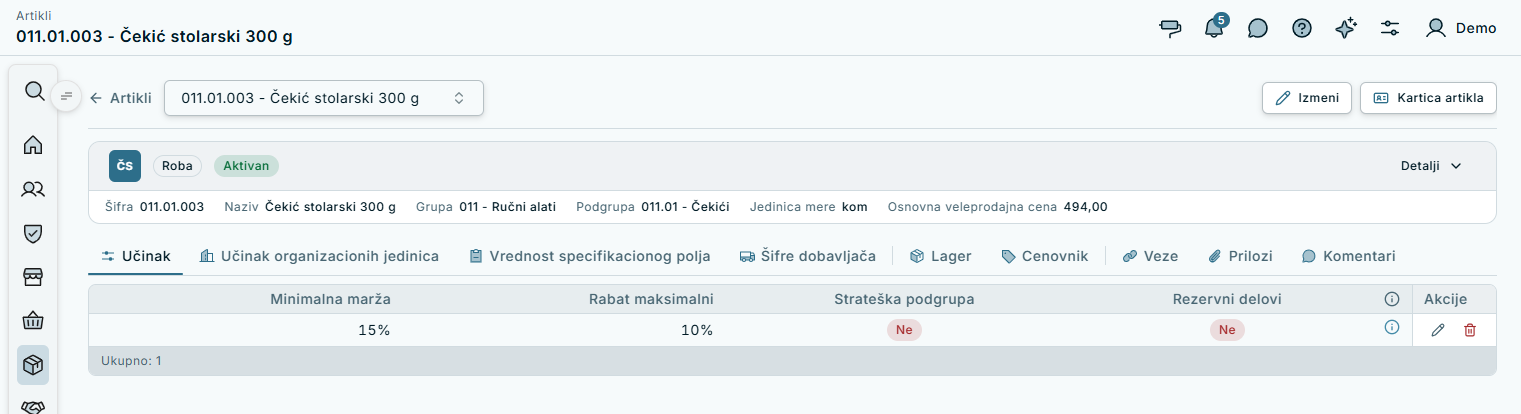 Artikli
011.01.003 - Čekić stolarski 300 g
5
Demo
Artikli
011.01.003 - Čekić stolarski 300 g
Izmeni
Kartica artikla
ČS
Roba
Aktivan
Detalji
Šifra 011.01.003 Naziv Čekić stolarski 300 g Grupa 011 - Ručni alati Podgrupa 011.01 - Čekići Jedinica mere kom Osnovna veleprodajna cena 494,00
Učinak Učinak organizacionih jedinica Vrednost specifikacionog polja Šifre dobavljača Lager Cenovnik Veze Prilozi Komentari
Minimalna marža Rabat maksimalni Strateška podgrupa Rezervni delovi Akcije
15% 10% Ne Ne
Ukupno: 1